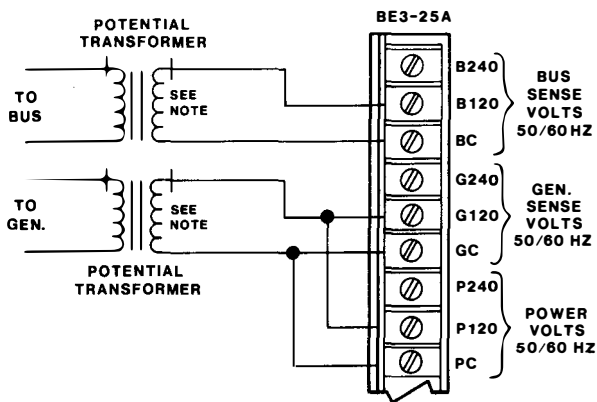 BE3-25A
POTENTIAL
TRANSFORMER
TO
BUS
SEE
NOTE
B240
B120
BC
BUS
SENSE
VOLTS
50/60 HZ
TO
GEN.
SEE
NOTE
G240
G120
GC
GEN.
SENSE
VOLTS
50/60 HZ
POTENTIAL
TRANSFORMER
P240
P120
PC
POWER
VOLTS
50/60 HZ